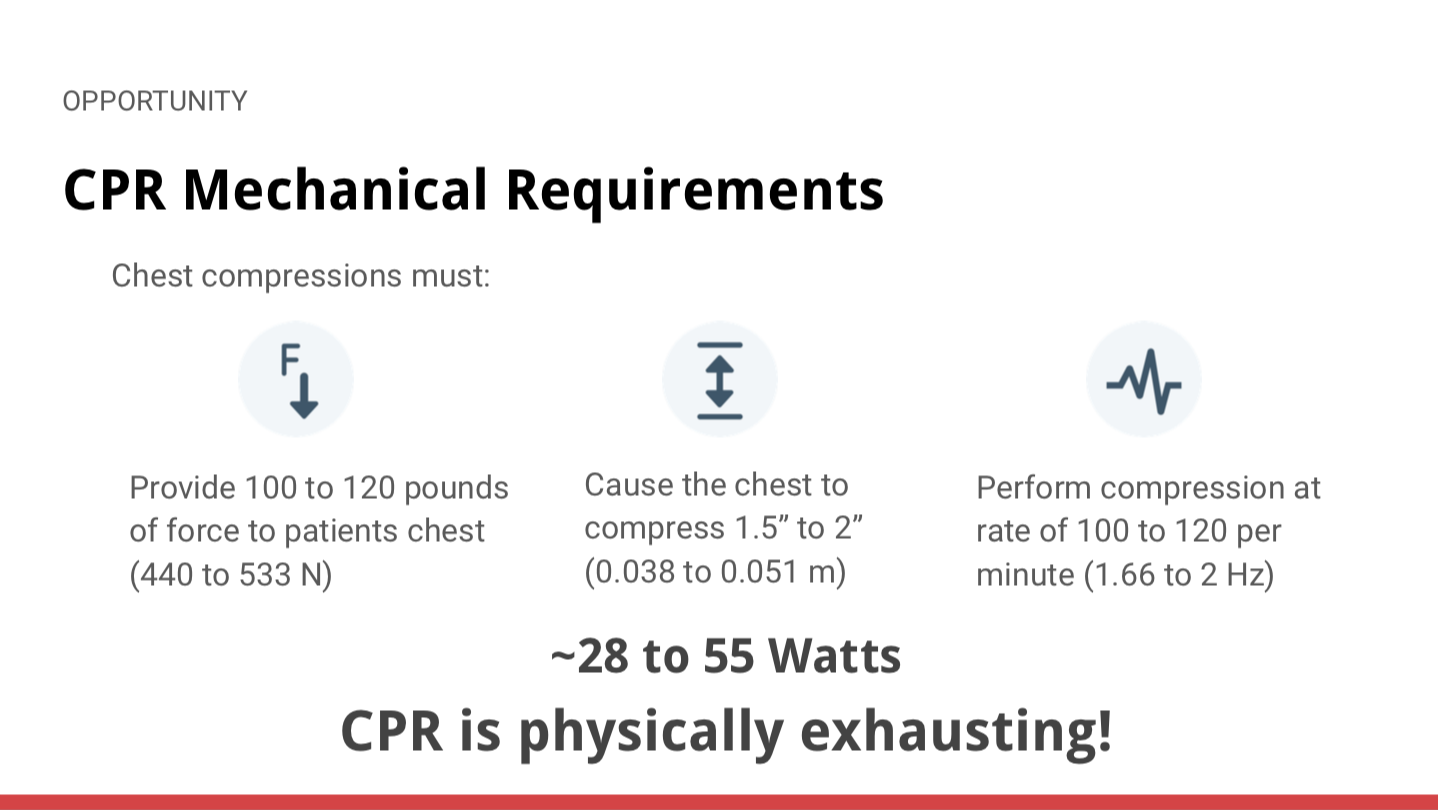 OPPORTUNITY
CPR Mechanical Requirements
Chest compressions must:
F
Provide 100 to 120 pounds
of force to patients chest
(440 to 533 N)
Cause the chest to
compress 1.5” to 2”
(0.038 to 0.051 m)
Perform compression at
rate of 100 to 120 per
minute (1.66 to 2 Hz)
~28 to 55 Watts
CPR is physically exhausting!